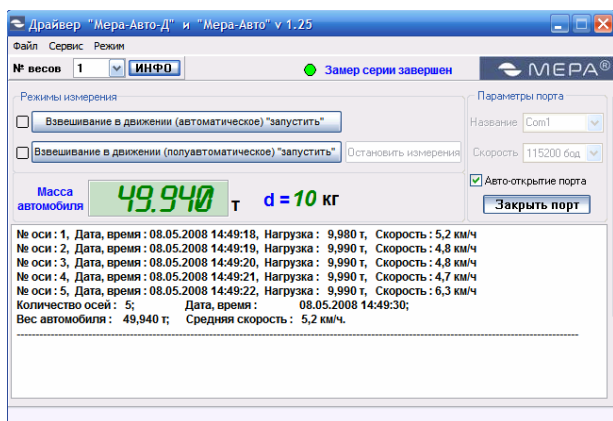 Драйвер "Мера-Авто-Д" и "Мера-Авто" v 1.25
Файл Сервис Режим
№ весов 1 ИНФО Замер серии завершен МЕРА®
Режимы измерения
Параметры порта
Взвешивание в движении (автоматическое) "запустить"
Название Com1
Взвешивание в движении (полуавтоматическое) "запустить" Остановить измерения
Скорость 115200 бод
Авто-открытие порта
Масса автомобиля 49.940 т d = 10 кг
Закрыть порт
№ оси : 1, Дата, время : 08.05.2008 14:49:18, Нагрузка : 9,980 т, Скорость : 5,2 км/ч
№ оси : 2, Дата, время : 08.05.2008 14:49:19, Нагрузка : 9,990 т, Скорость : 4,8 км/ч
№ оси : 3, Дата, время : 08.05.2008 14:49:20, Нагрузка : 9,990 т, Скорость : 4,8 км/ч
№ оси : 4, Дата, время : 08.05.2008 14:49:21, Нагрузка : 9,990 т, Скорость : 4,7 км/ч
№ оси : 5, Дата, время : 08.05.2008 14:49:22, Нагрузка : 9,990 т, Скорость : 6,3 км/ч
Количество осей : 5; Дата, время : 08.05.2008 14:49:30;
Вес автомобиля : 49,940 т; Средняя скорость : 5,2 км/ч.